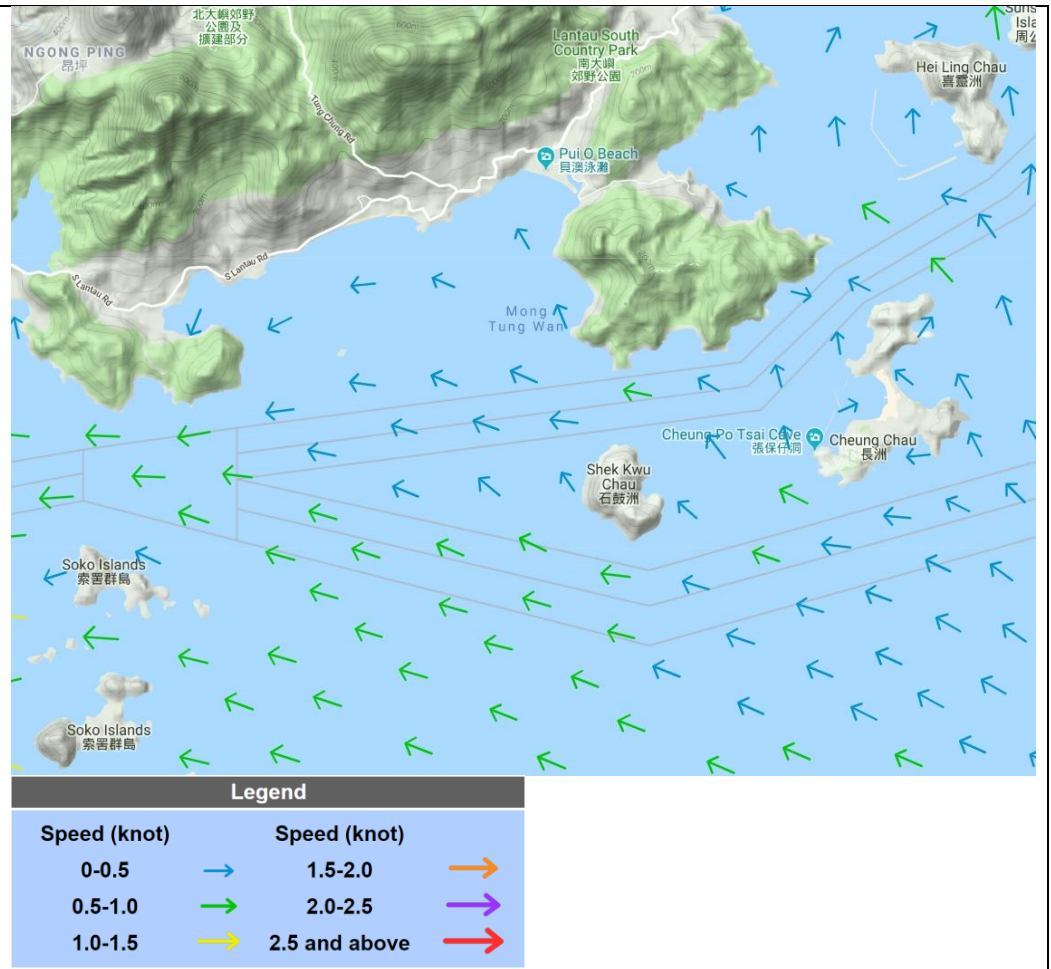 北大嶼郊野
公園及
擴建部分
NGONG PING
昂坪
Lantau South
Country Park
南大嶼
郊野公園
Hei Ling Chau
喜靈洲
Tung Chung Rd
Pui O Beach
貝澳泳灘
S Lantau Rd
S Lantau Rd
Mong
Tung Wan
Cheung Po Tsai Cave
張保仔洞
Cheung Chau
長洲
Shek Kwu
Chau
石鼓洲
Soko Islands
索罟群島
Soko Islands
索罟群島
Legend
Speed (knot) Speed (knot)
0-0.5 1.5-2.0
0.5-1.0 2.0-2.5
1.0-1.5 2.5 and above